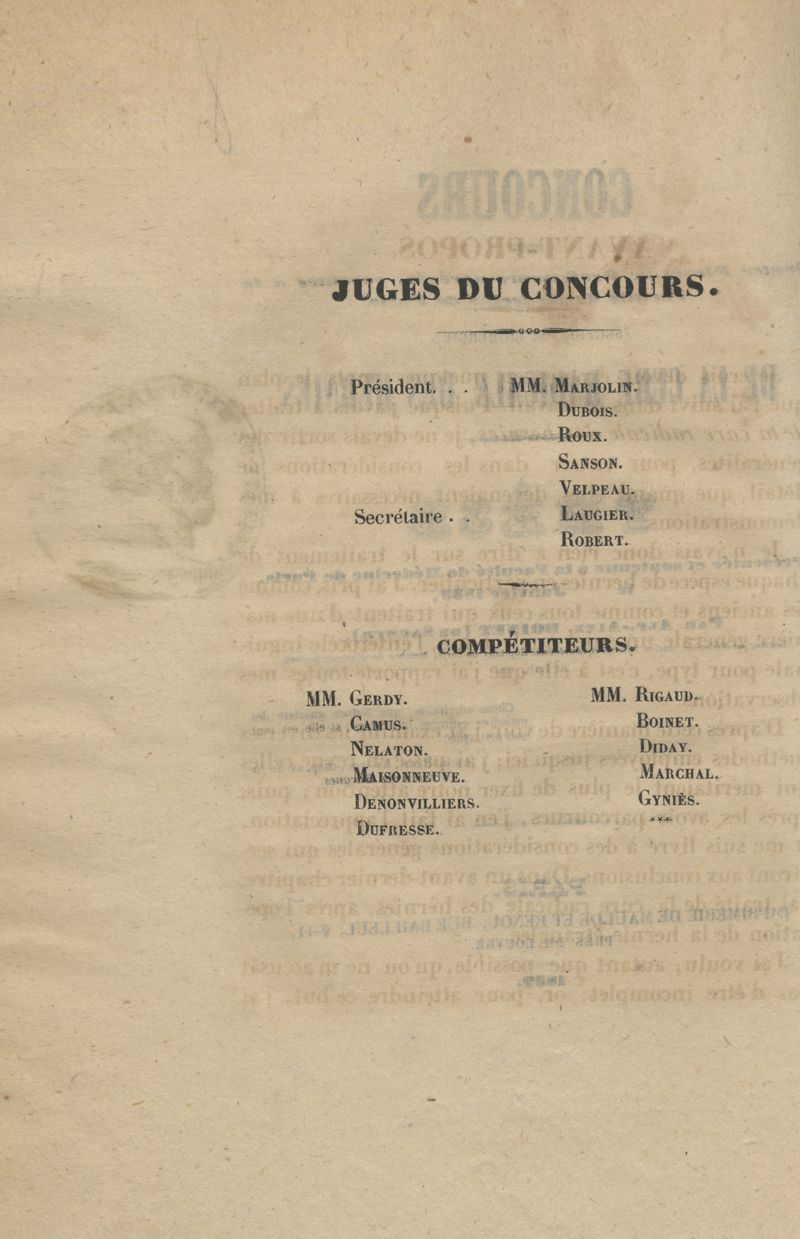 JUGES DU CONCOURS.
Président. . . MM. MARJOLIN.
DUBOIS.
ROUX.
SANSON.
VELPEAU.
Secrétaire . . LAUGIER.
ROBERT.
COMPÉTITEURS.
MM. GERDY.
CAMUS.
NELATON.
MAISONNEUVE.
DENONVILLIERS.
DUFRESSE.
MM. RIGAUD.
BOINET.
DIDAY.
MARCHAL.
GYNIÈS.
***